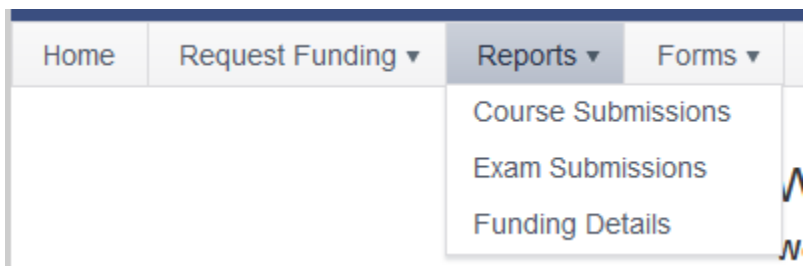 Home Request Funding ▾ Reports ▾ Forms ▾
Course Submissions
Exam Submissions
Funding Details